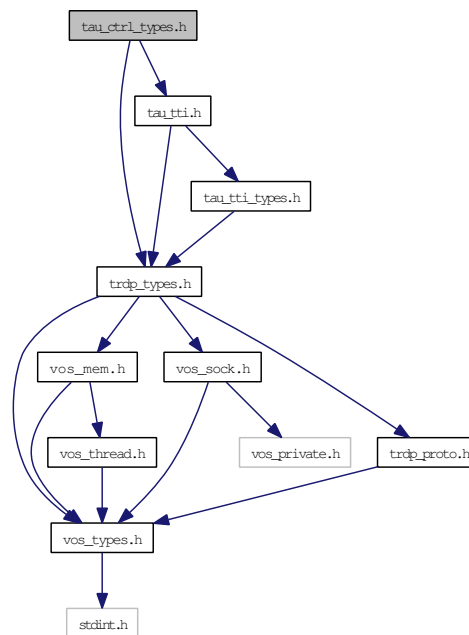 tau_ctrl_types.h
tau_tti.h
tau_tti_types.h
trdp_types.h
vos_mem.h
vos_sock.h
vos_thread.h
vos_private.h
trdp_proto.h
vos_types.h
stdint.h